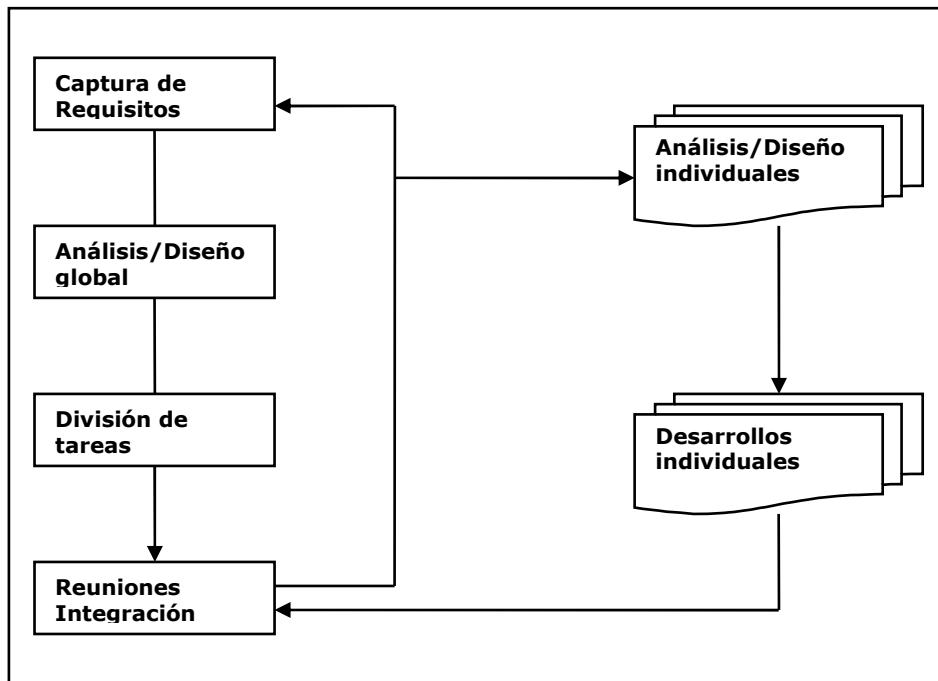 Captura de
Requisitos
Análisis/Diseño
global
División de
tareas
Reuniones
Integración
Análisis/Diseño
individuales
Desarrollos
individuales